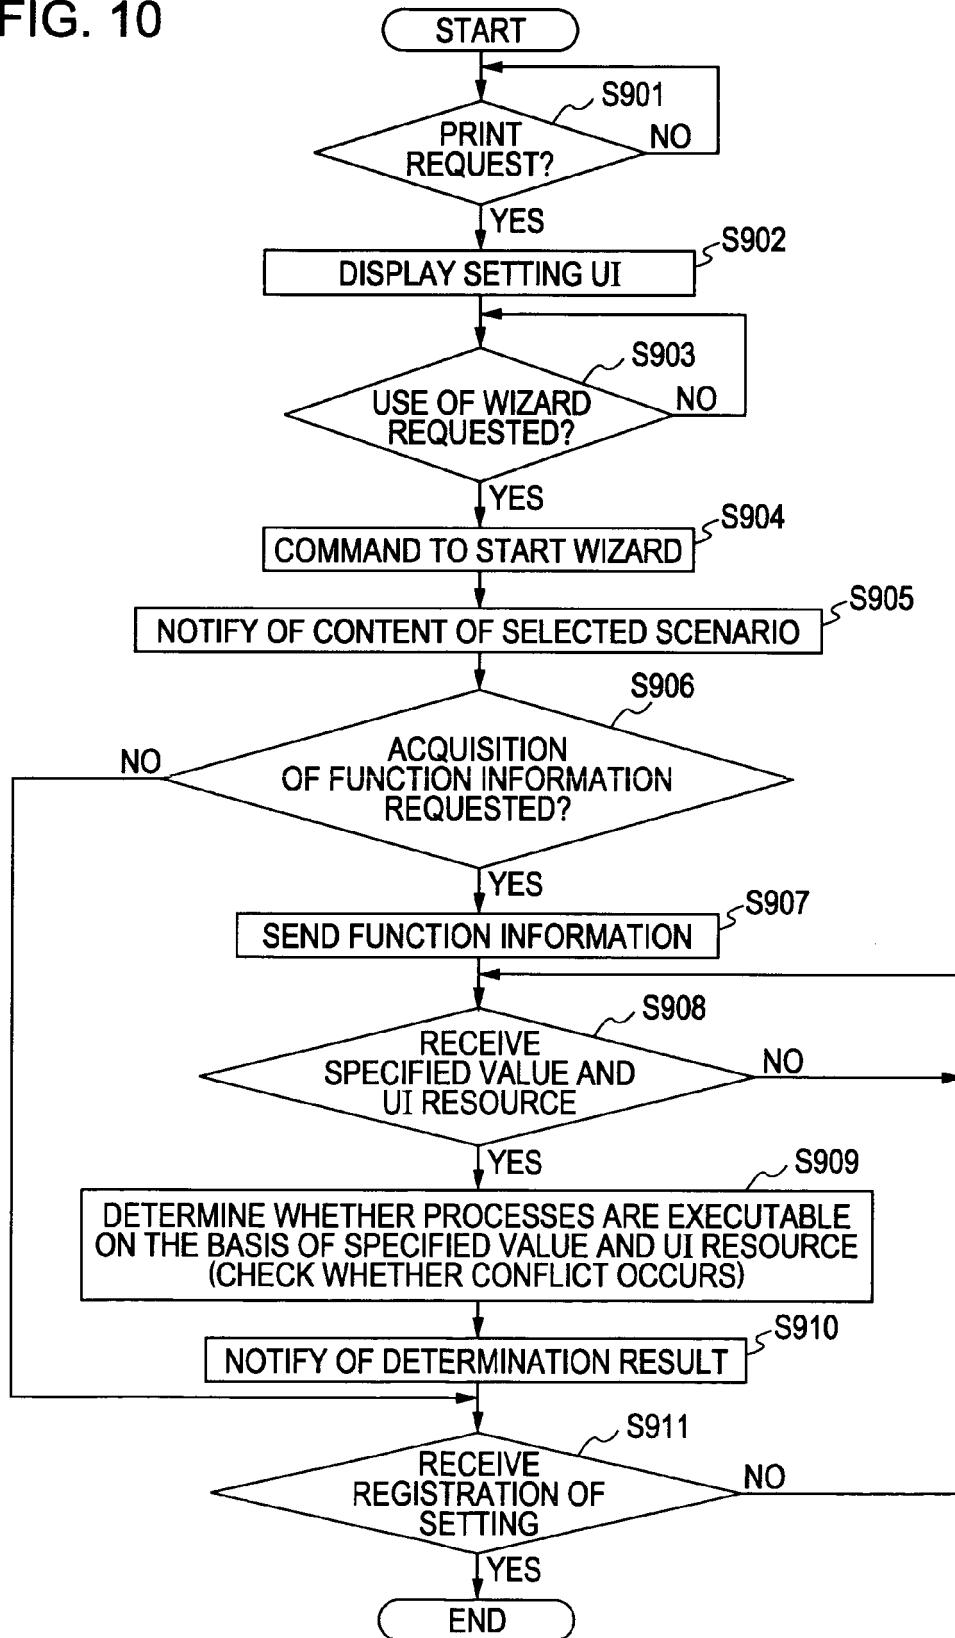 FIG. 10
START
S901
PRINT
REQUEST?
NO
YES
S902
DISPLAY SETTING UI
S903
USE OF WIZARD
REQUESTED?
NO
YES
S904
COMMAND TO START WIZARD
S905
NOTIFY OF CONTENT OF SELECTED SCENARIO
S906
ACQUISITION
OF FUNCTION INFORMATION
REQUESTED?
NO
YES
S907
SEND FUNCTION INFORMATION
S908
RECEIVE
SPECIFIED VALUE AND
UI RESOURCE
NO
YES
S909
DETERMINE WHETHER PROCESSES ARE EXECUTABLE
ON THE BASIS OF SPECIFIED VALUE AND UI RESOURCE
(CHECK WHETHER CONFLICT OCCURS)
S910
NOTIFY OF DETERMINATION RESULT
S911
RECEIVE
REGISTRATION OF
SETTING
NO
YES
END